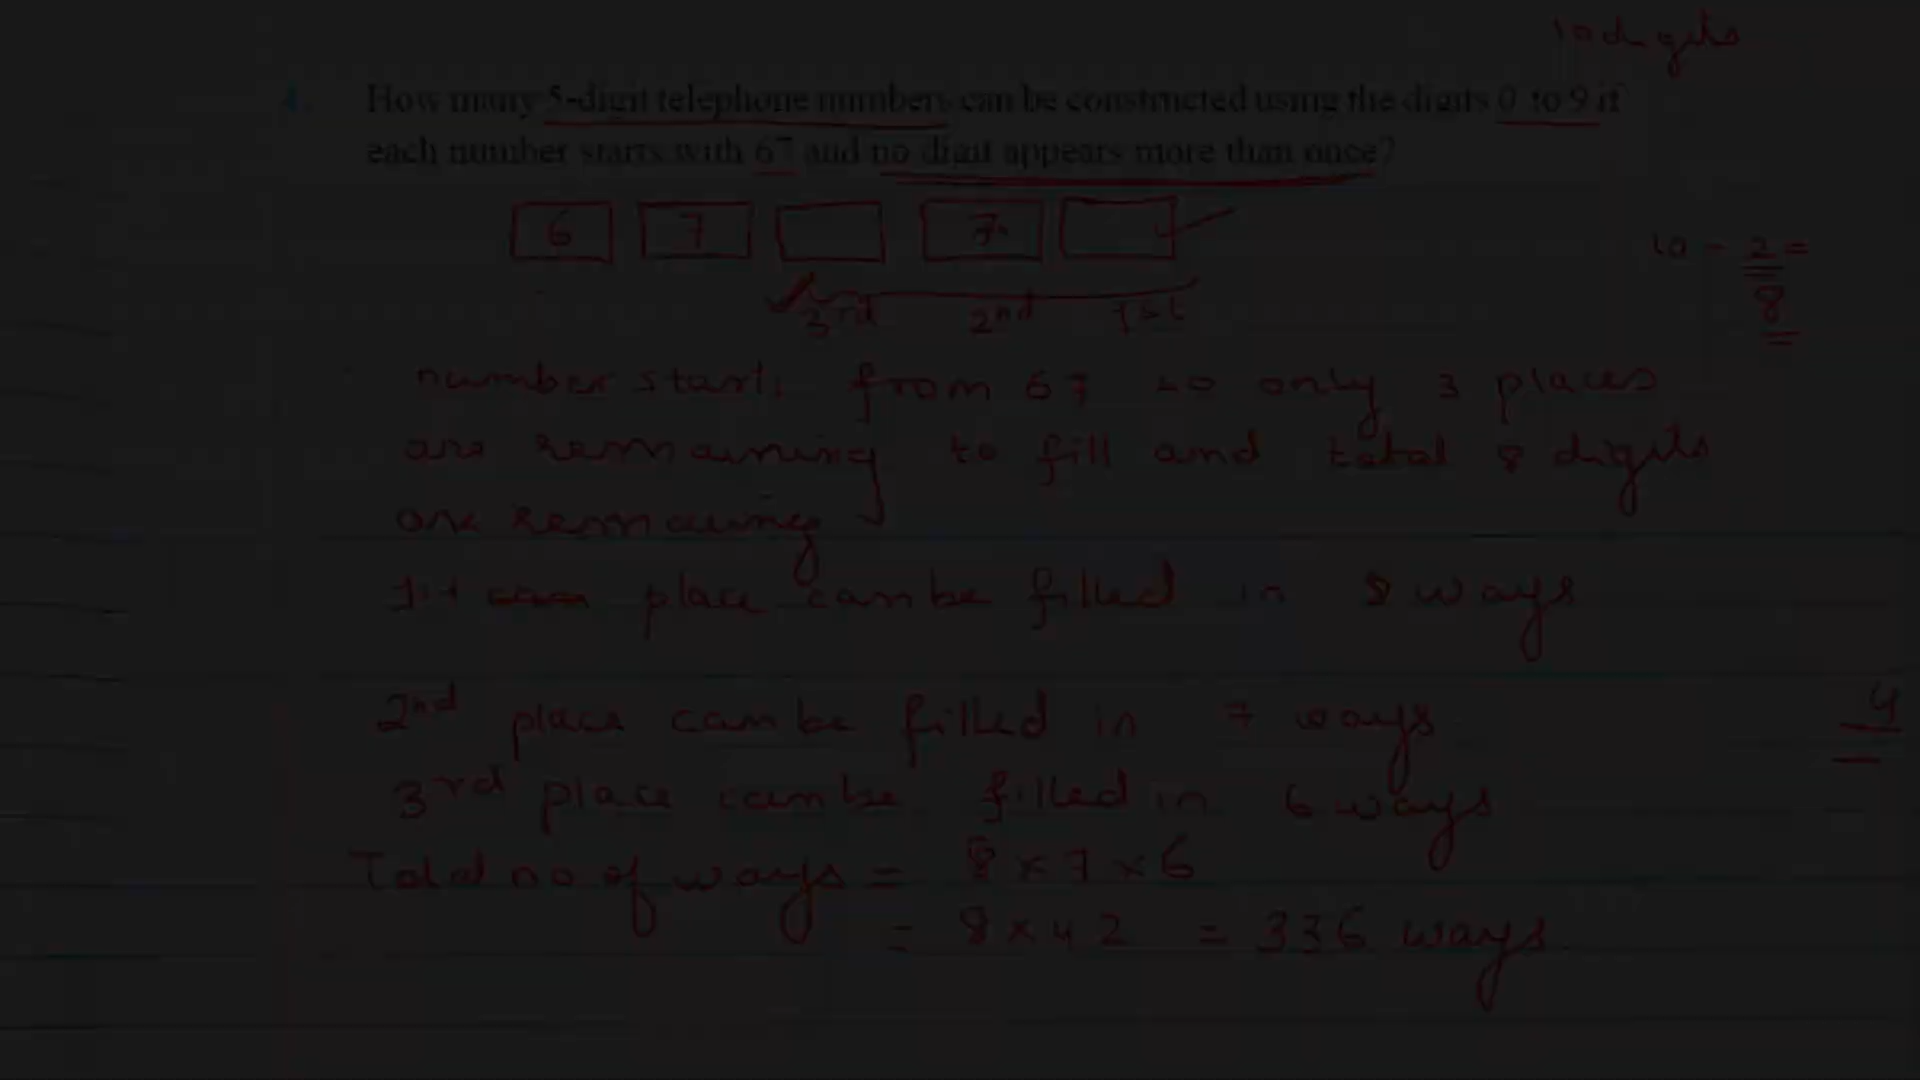 10 digits
4. How many 5-digit telephone numbers can be constructed using the digits 0 to 9 if
each number starts with 67 and no digit appears more than once?
6 7 7
10 - 2 =
8
3rd 2nd 1st
number starts from 67 so only 3 places
are remaining to fill and total 8 digits
are remaining
1st place can be filled in 8 ways
2nd place can be filled in 7 ways
4
3rd place can be filled in 6 ways
Total no of ways = 8 × 7 × 6
= 8 × 42 = 336 ways